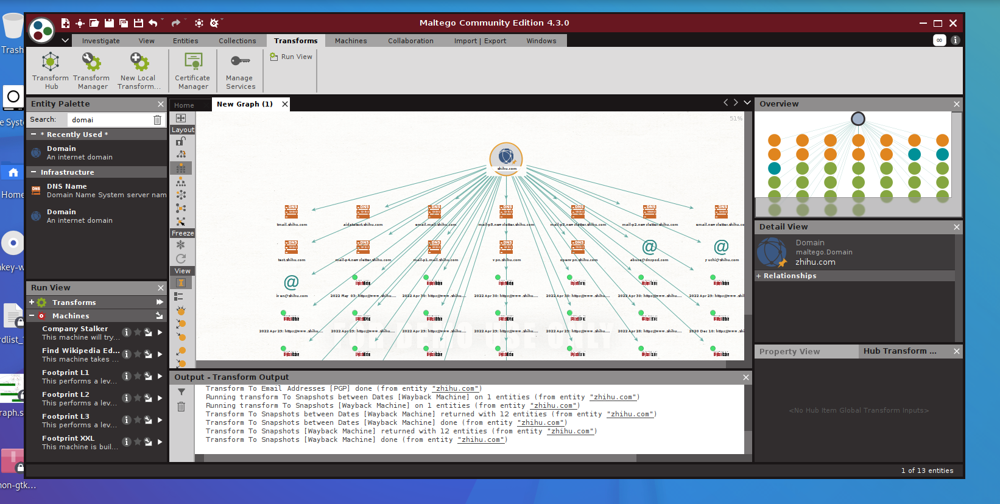 Maltego Community Edition 4.3.0
Investigate View Entities Collections Transforms Machines Collaboration Import | Export Windows
Transform Hub
Transform Manager
New Local Transform...
Certificate Manager
Manage Services
Run View
Trash
e Syst
Home
key-w
rdlist_
raph.s
non-gtk...
Entity Palette
Search: domai
* Recently Used *
Domain
An internet domain
Infrastructure
DNS Name
Domain Name System server nam
Domain
An internet domain
Run View
Transforms
Machines
Company Stalker
This machine will try...
Find Wikipedia Ed...
This machine takes ...
Footprint L1
This performs a lev...
Footprint L2
This performs a lev...
Footprint L3
This performs a lev...
Footprint XXL
This machine is buil...
Home New Graph (1)
Layout
Freeze
View
51%
zhihu.com
tmail.zhihu.com aidatatest.zhihu.com email.mail.zhihu.com mail-p5.newsletter.zhihu.com mail-p3.newsletter.zhihu.com mail-p2.newsletter.zhihu.com email.newsletter.zhihu.co
test.zhihu.com mail-p4.newsletter.zhihu.com mail-p1.mail.zhihu.com vpn.zhihu.com openvpn.zhihu.com abuse@dnspod.com yuchi@zhihu.com
ivan@zhihu.com 2022 May 03: https://www.zhihu.... 2022 Apr 30: https://www.zhihu.... 2022 Apr 30: https://www.zhihu.... 2022 Apr 30: https://www.zhihu.... 2022 Apr 30: https://www.zhihu.... 2022 Apr 29: https://www.zhi
2022 Apr 29: https://www.zhihu.... 2022 Apr 29: https://www.zhihu.... 2022 Apr 29: https://www.zhihu.... 2022 Apr 29: https://www.zhihu.... 2022 Apr 29: https://www.zhihu.... 2022 Apr 28: https://www.zhihu.... 2020 Dec 10: https://www.zhi
Output - Transform Output
Transform To Email Addresses [PGP] done (from entity "zhihu.com")
Running transform To Snapshots between Dates [Wayback Machine] on 1 entities (from entity "zhihu.com")
Running transform To Snapshots [Wayback Machine] on 1 entities (from entity "zhihu.com")
Transform To Snapshots between Dates [Wayback Machine] returned with 12 entities (from entity "zhihu.com")
Transform To Snapshots between Dates [Wayback Machine] done (from entity "zhihu.com")
Transform To Snapshots [Wayback Machine] returned with 12 entities (from entity "zhihu.com")
Transform To Snapshots [Wayback Machine] done (from entity "zhihu.com")
Overview
Detail View
Domain
maltego.Domain
zhihu.com
+ Relationships
Property View Hub Transform ...
<No Hub Item Global Transform Inputs>
1 of 13 entities